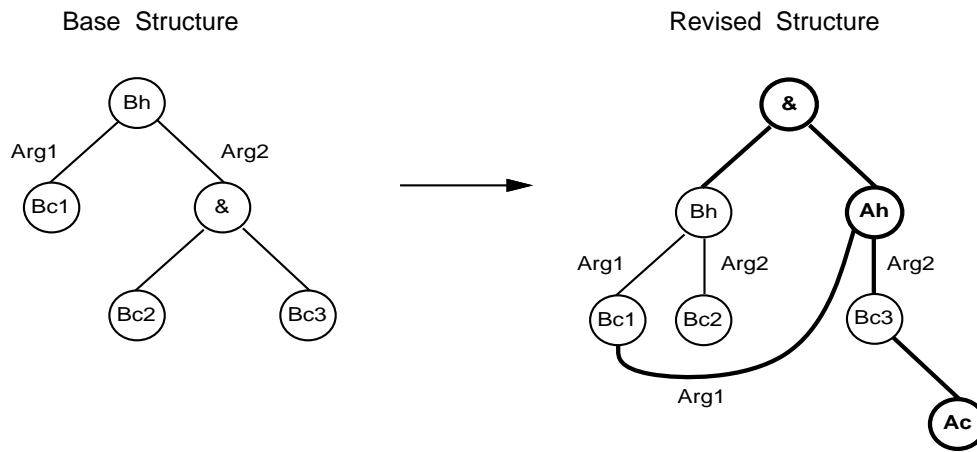 Base Structure
Bh
Arg1
Arg2
Bc1
&
Bc2
Bc3
Revised Structure
&
Bh
Ah
Arg1
Arg2
Arg2
Bc1
Bc2
Bc3
Arg1
Ac